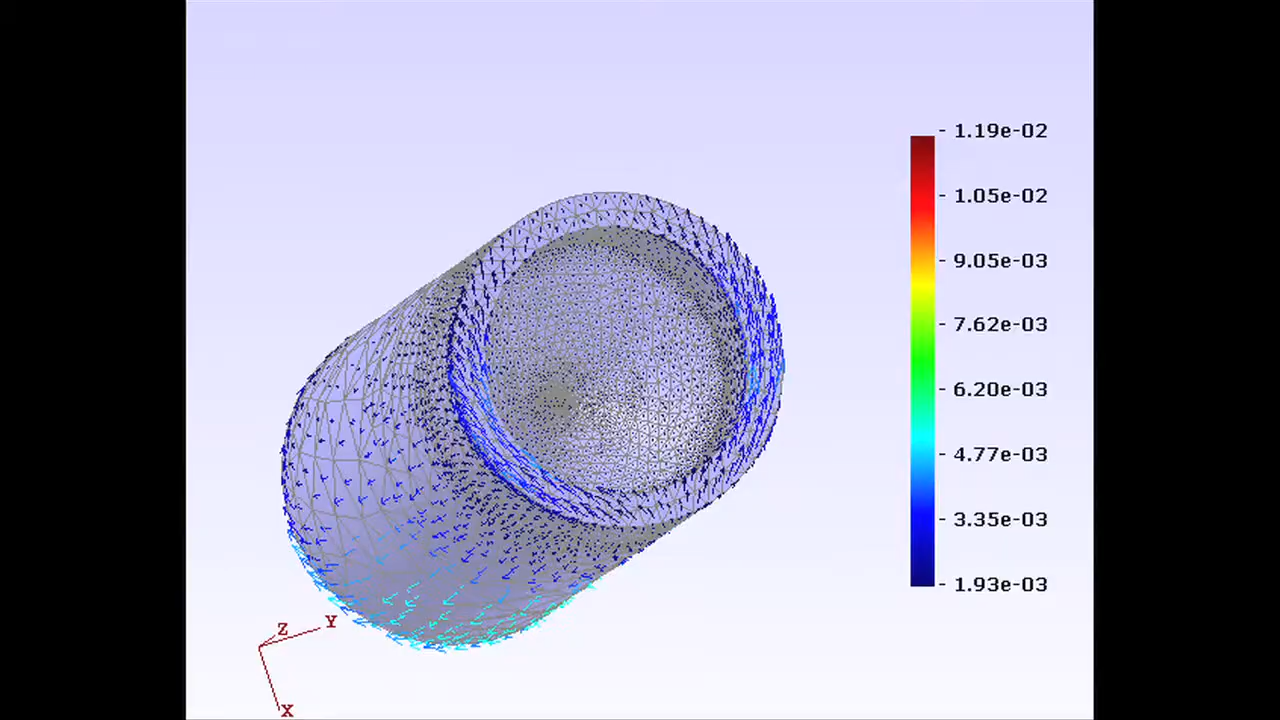 - 1.19e-02
- 1.05e-02
- 9.05e-03
- 7.62e-03
- 6.20e-03
- 4.77e-03
- 3.35e-03
- 1.93e-03
Z
Y
X